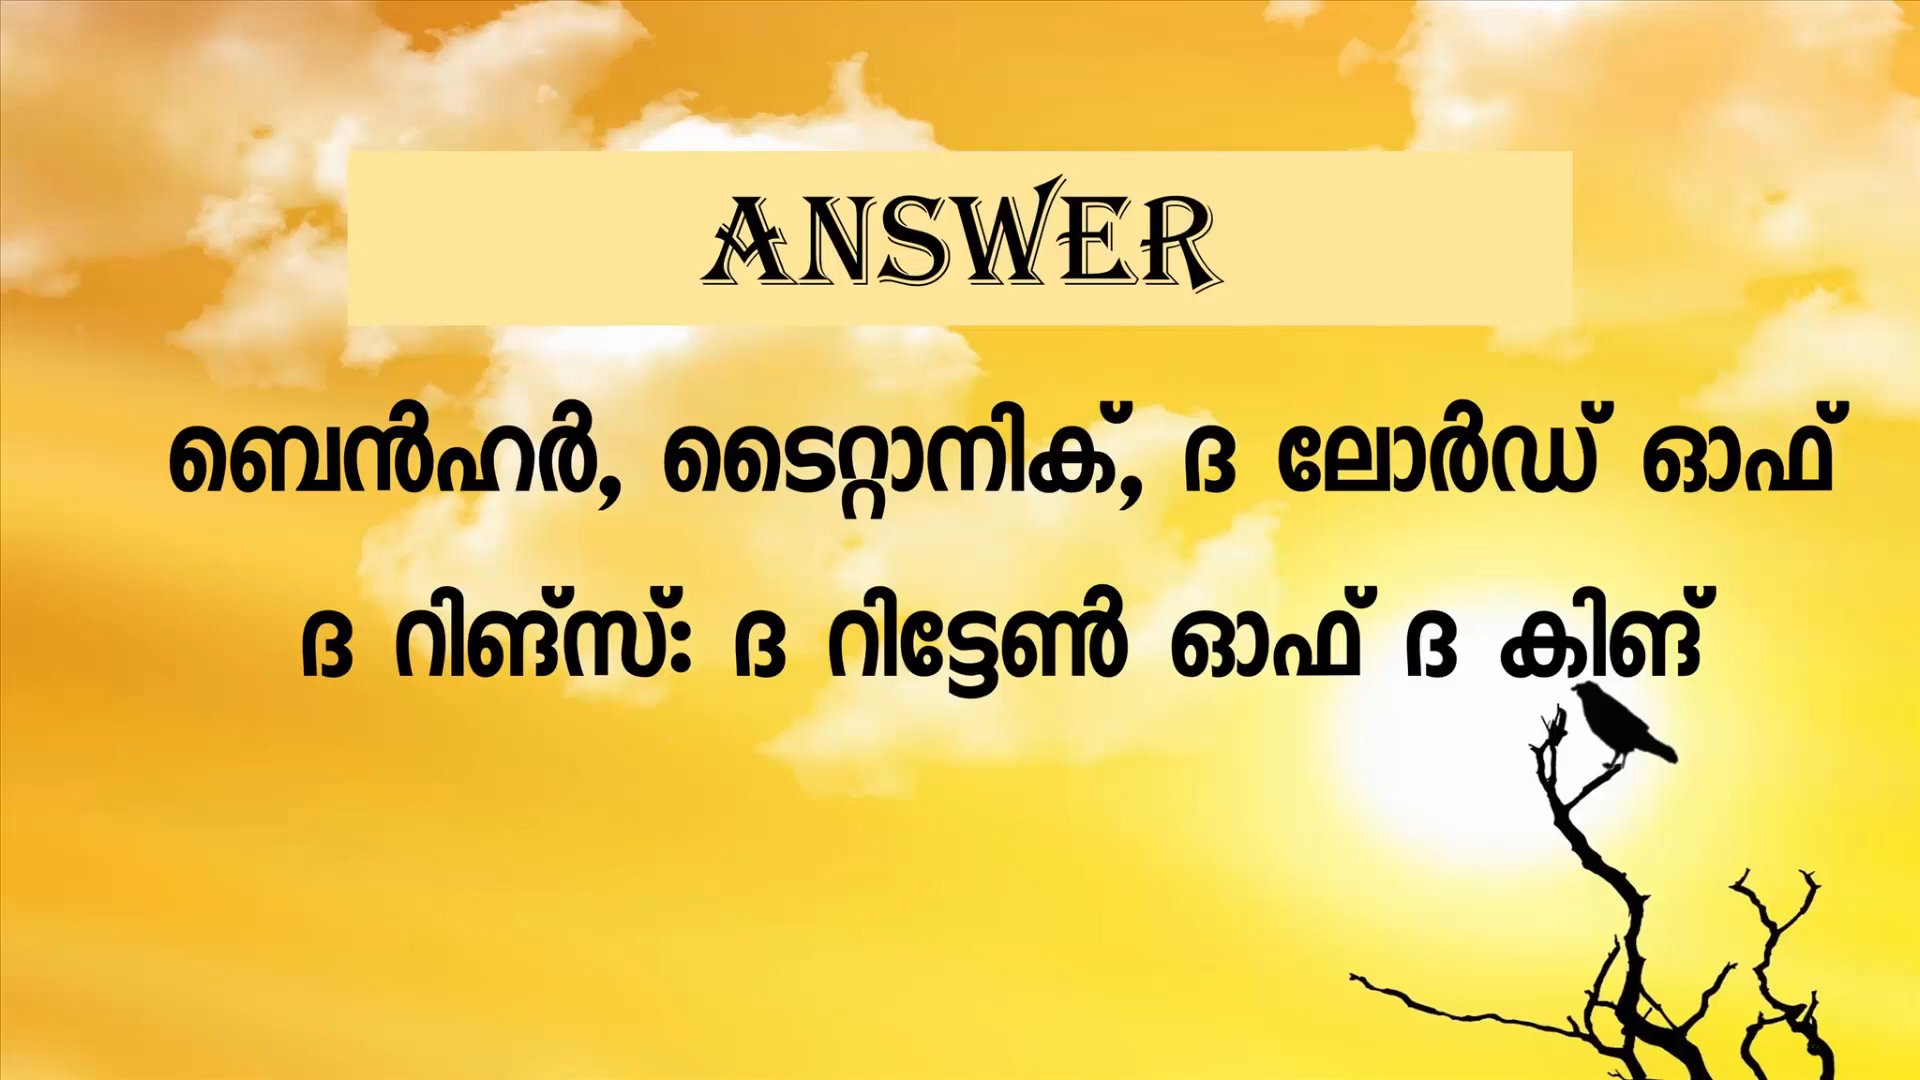 ANSWER
ബെൻഹർ, ടൈറ്റാനിക്, ദ ലോർഡ് ഓഫ്
ദ റിങ്സ്: ദ റിട്ടേൺ ഓഫ് ദ കിങ്